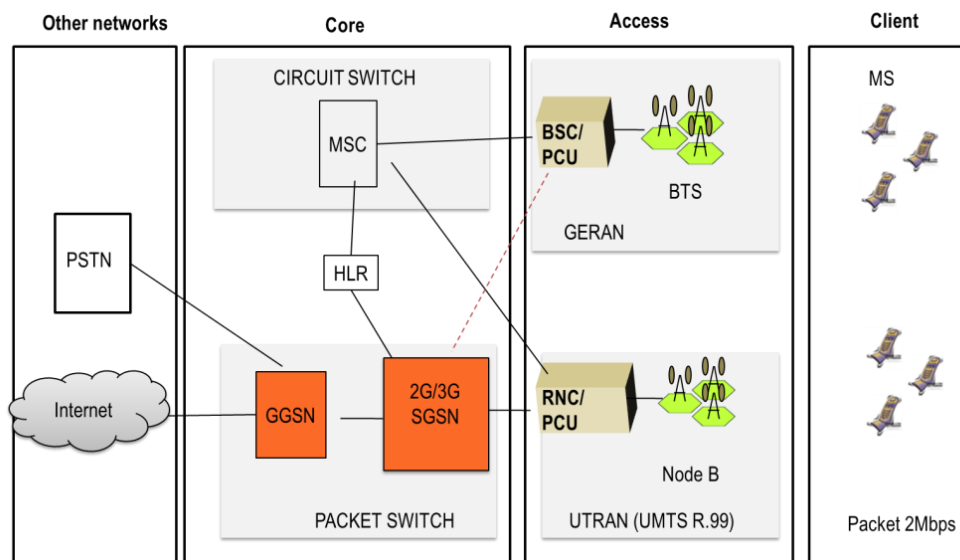 Other networks
Core
Access
Client
CIRCUIT SWITCH
MSC
BSC/
PCU
BTS
GERAN
MS
PSTN
HLR
Internet
GGSN
2G/3G
SGSN
RNC/
PCU
Node B
PACKET SWITCH
UTRAN (UMTS R.99)
Packet 2Mbps